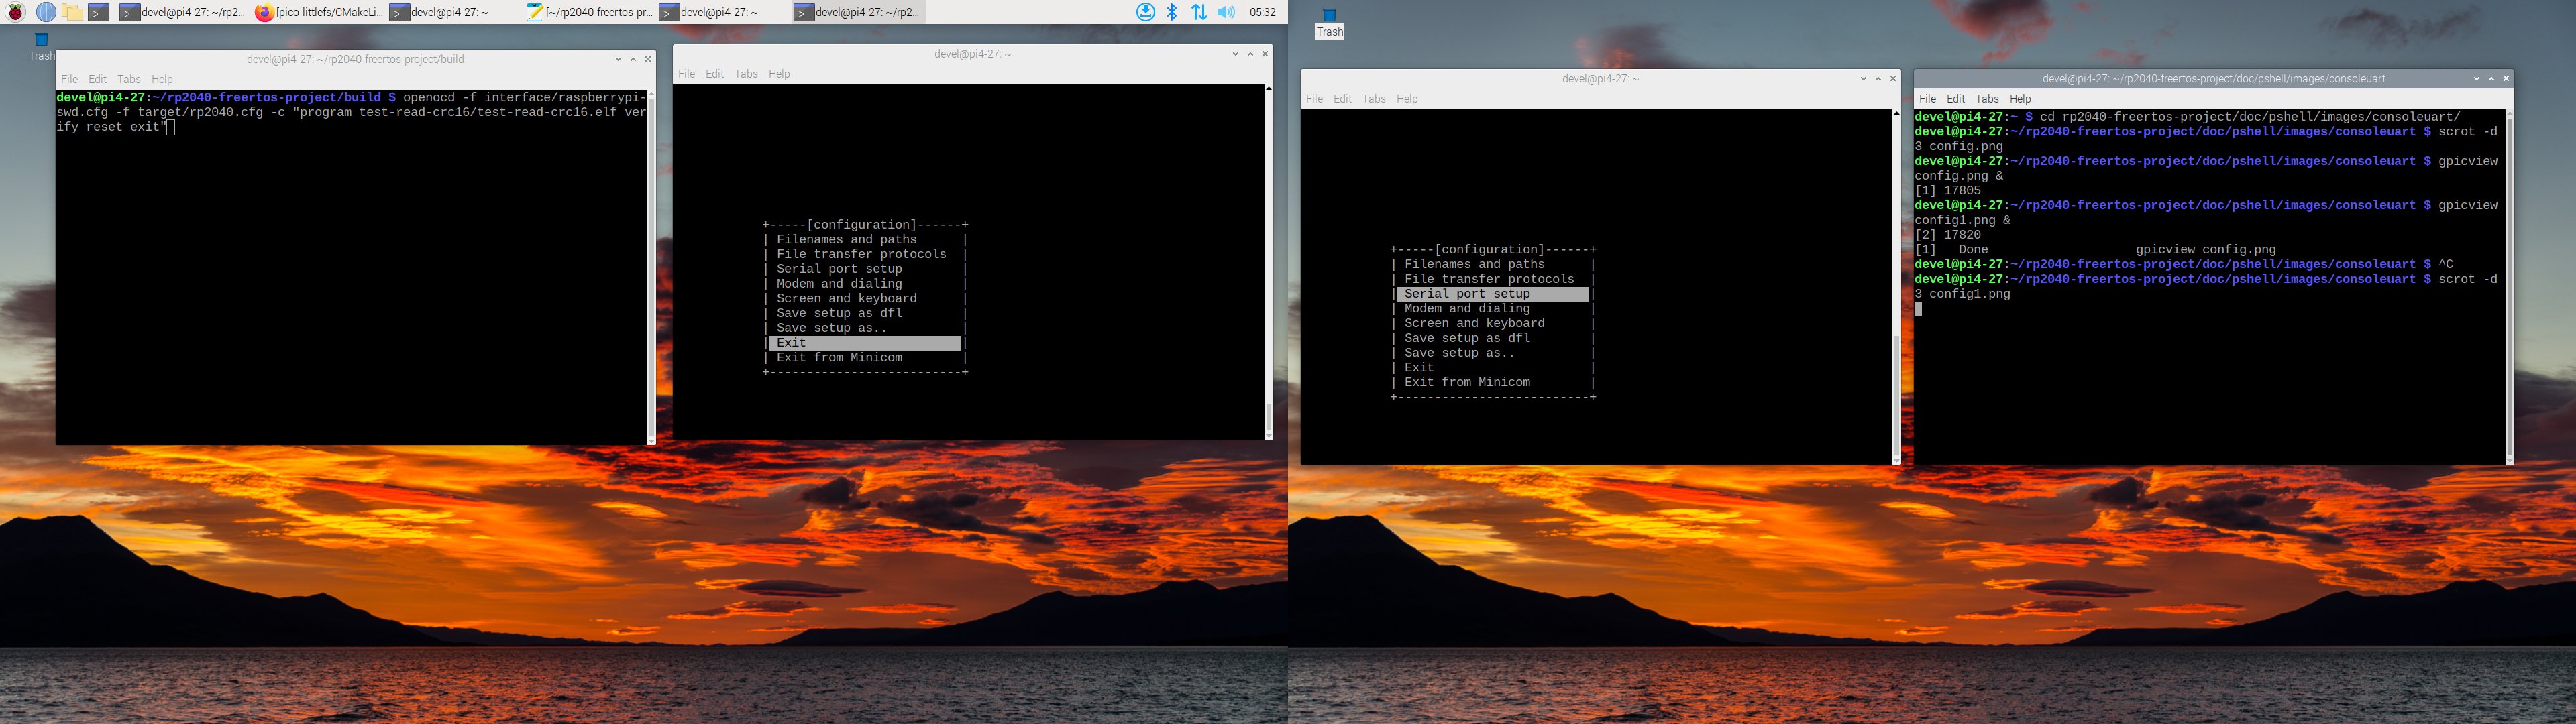 devel@pi4-27: ~/rp2...
[pico-littlefs/CMakeLi...
devel@pi4-27: ~
[~/rp2040-freertos-pr...
devel@pi4-27: ~
devel@pi4-27: ~/rp2...
05:32
Trash
devel@pi4-27: ~/rp2040-freertos-project/build
File Edit Tabs Help
devel@pi4-27:~/rp2040-freertos-project/build $ openocd -f interface/raspberrypi-
swd.cfg -f target/rp2040.cfg -c "program test-read-crc16/test-read-crc16.elf ver
ify reset exit"
devel@pi4-27: ~
File Edit Tabs Help
+-----[configuration]------+
| Filenames and paths      |
| File transfer protocols  |
| Serial port setup        |
| Modem and dialing        |
| Screen and keyboard      |
| Save setup as dfl        |
| Save setup as..          |
| Exit                     |
| Exit from Minicom        |
+--------------------------+
Trash
devel@pi4-27: ~
File Edit Tabs Help
+-----[configuration]------+
| Filenames and paths      |
| File transfer protocols  |
| Serial port setup        |
| Modem and dialing        |
| Screen and keyboard      |
| Save setup as dfl        |
| Save setup as..          |
| Exit                     |
| Exit from Minicom        |
+--------------------------+
devel@pi4-27: ~/rp2040-freertos-project/doc/pshell/images/consoleuart
File Edit Tabs Help
devel@pi4-27:~ $ cd rp2040-freertos-project/doc/pshell/images/consoleuart/
devel@pi4-27:~/rp2040-freertos-project/doc/pshell/images/consoleuart $ scrot -d
3 config.png
devel@pi4-27:~/rp2040-freertos-project/doc/pshell/images/consoleuart $ gpicview
config.png &
[1] 17805
devel@pi4-27:~/rp2040-freertos-project/doc/pshell/images/consoleuart $ gpicview
config1.png &
[2] 17820
[1]   Done                    gpicview config.png
devel@pi4-27:~/rp2040-freertos-project/doc/pshell/images/consoleuart $ ^C
devel@pi4-27:~/rp2040-freertos-project/doc/pshell/images/consoleuart $ scrot -d
3 config1.png